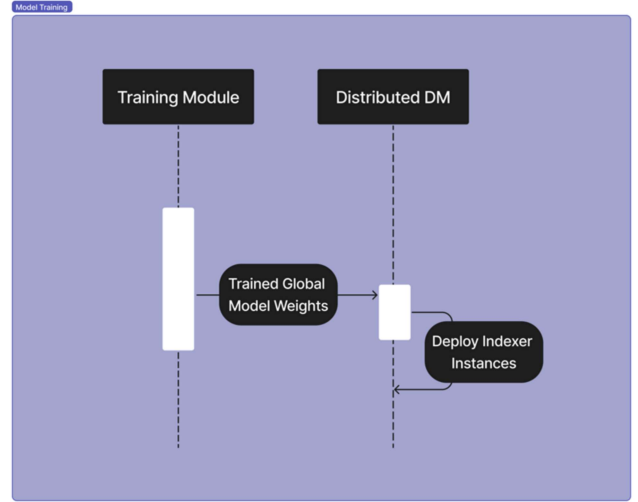 Model Training
Training Module
Distributed DM
Trained Global
Model Weights
Deploy Indexer
Instances